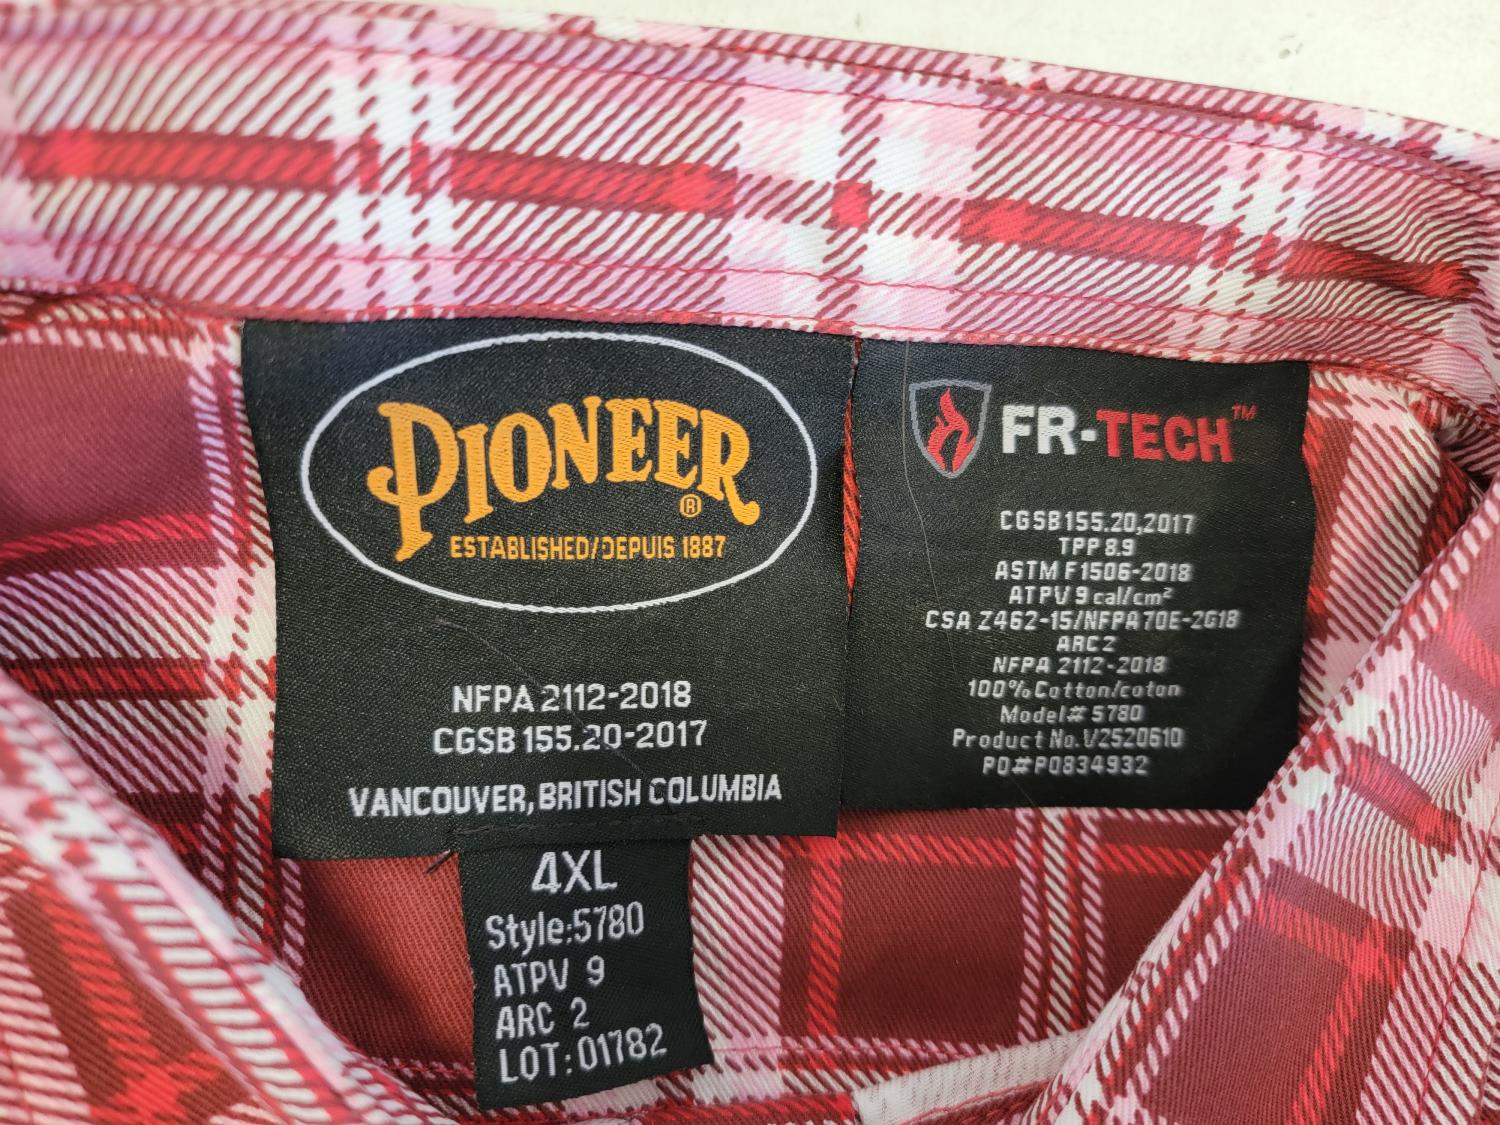 PIONEER®
ESTABLISHED/DEPUIS 1887
NFPA 2112-2018
CGSB 155.20-2017
VANCOUVER, BRITISH COLUMBIA
4XL
Style:5780
ATPV 9
ARC 2
LOT: 01782
FR-TECH™
CGSB155.20,2017
TPP 8.9
ASTM F1506-2018
ATPV 9 cal/cm²
CSA Z462-15/NFPA70E-2018
ARC 2
NFPA 2112-2018
100% Cotton/coton
Model# 5780
Product No.V2520610
PO#P0834932